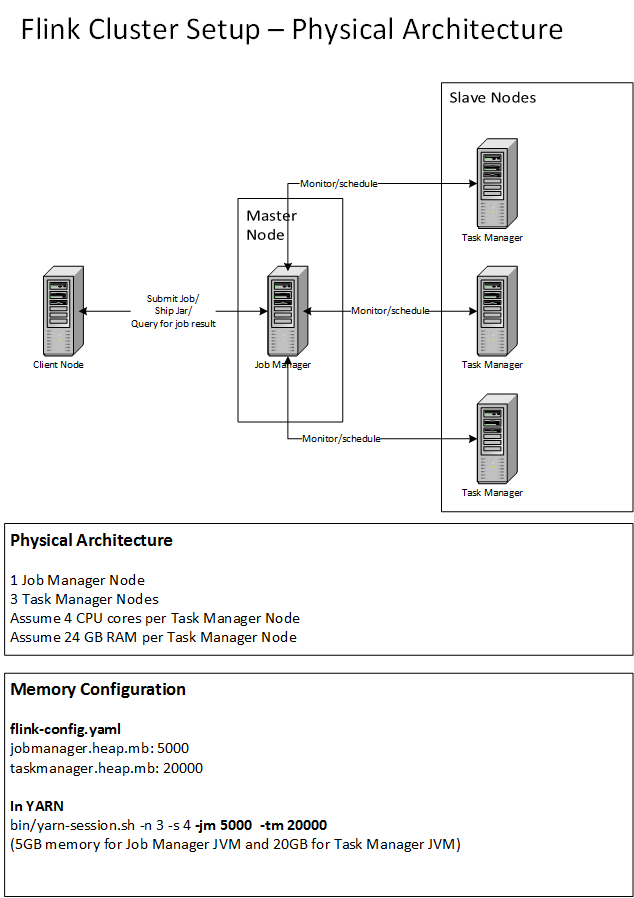 Flink Cluster Setup – Physical Architecture
Slave Nodes
Monitor/schedule
Task Manager
Master
Node
Submit Job/
Ship Jar/
Query for job result
Monitor/schedule
Client Node
Job Manager
Task Manager
Monitor/schedule
Task Manager
Physical Architecture
1 Job Manager Node
3 Task Manager Nodes
Assume 4 CPU cores per Task Manager Node
Assume 24 GB RAM per Task Manager Node
Memory Configuration
flink-config.yaml
jobmanager.heap.mb: 5000
taskmanager.heap.mb: 20000
In YARN
bin/yarn-session.sh -n 3 -s 4 -jm 5000  -tm 20000
(5GB memory for Job Manager JVM and 20GB for Task Manager JVM)